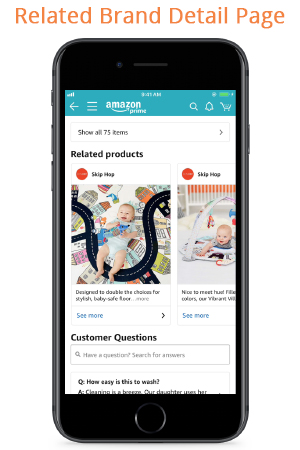 Related Brand Detail Page
9:41 AM
amazon
prime
Show all 75 items
Related products
Skip Hop
Skip Hop
Designed to double the choices for
stylish, baby-safe floor...more
See more
Nice to meet hue! Fille
colors, our Vibrant Vill
See more
Customer Questions
Have a question? Search for answers
Q: How easy is this to wash?
A: Cleaning is a breeze. Our daughter uses her